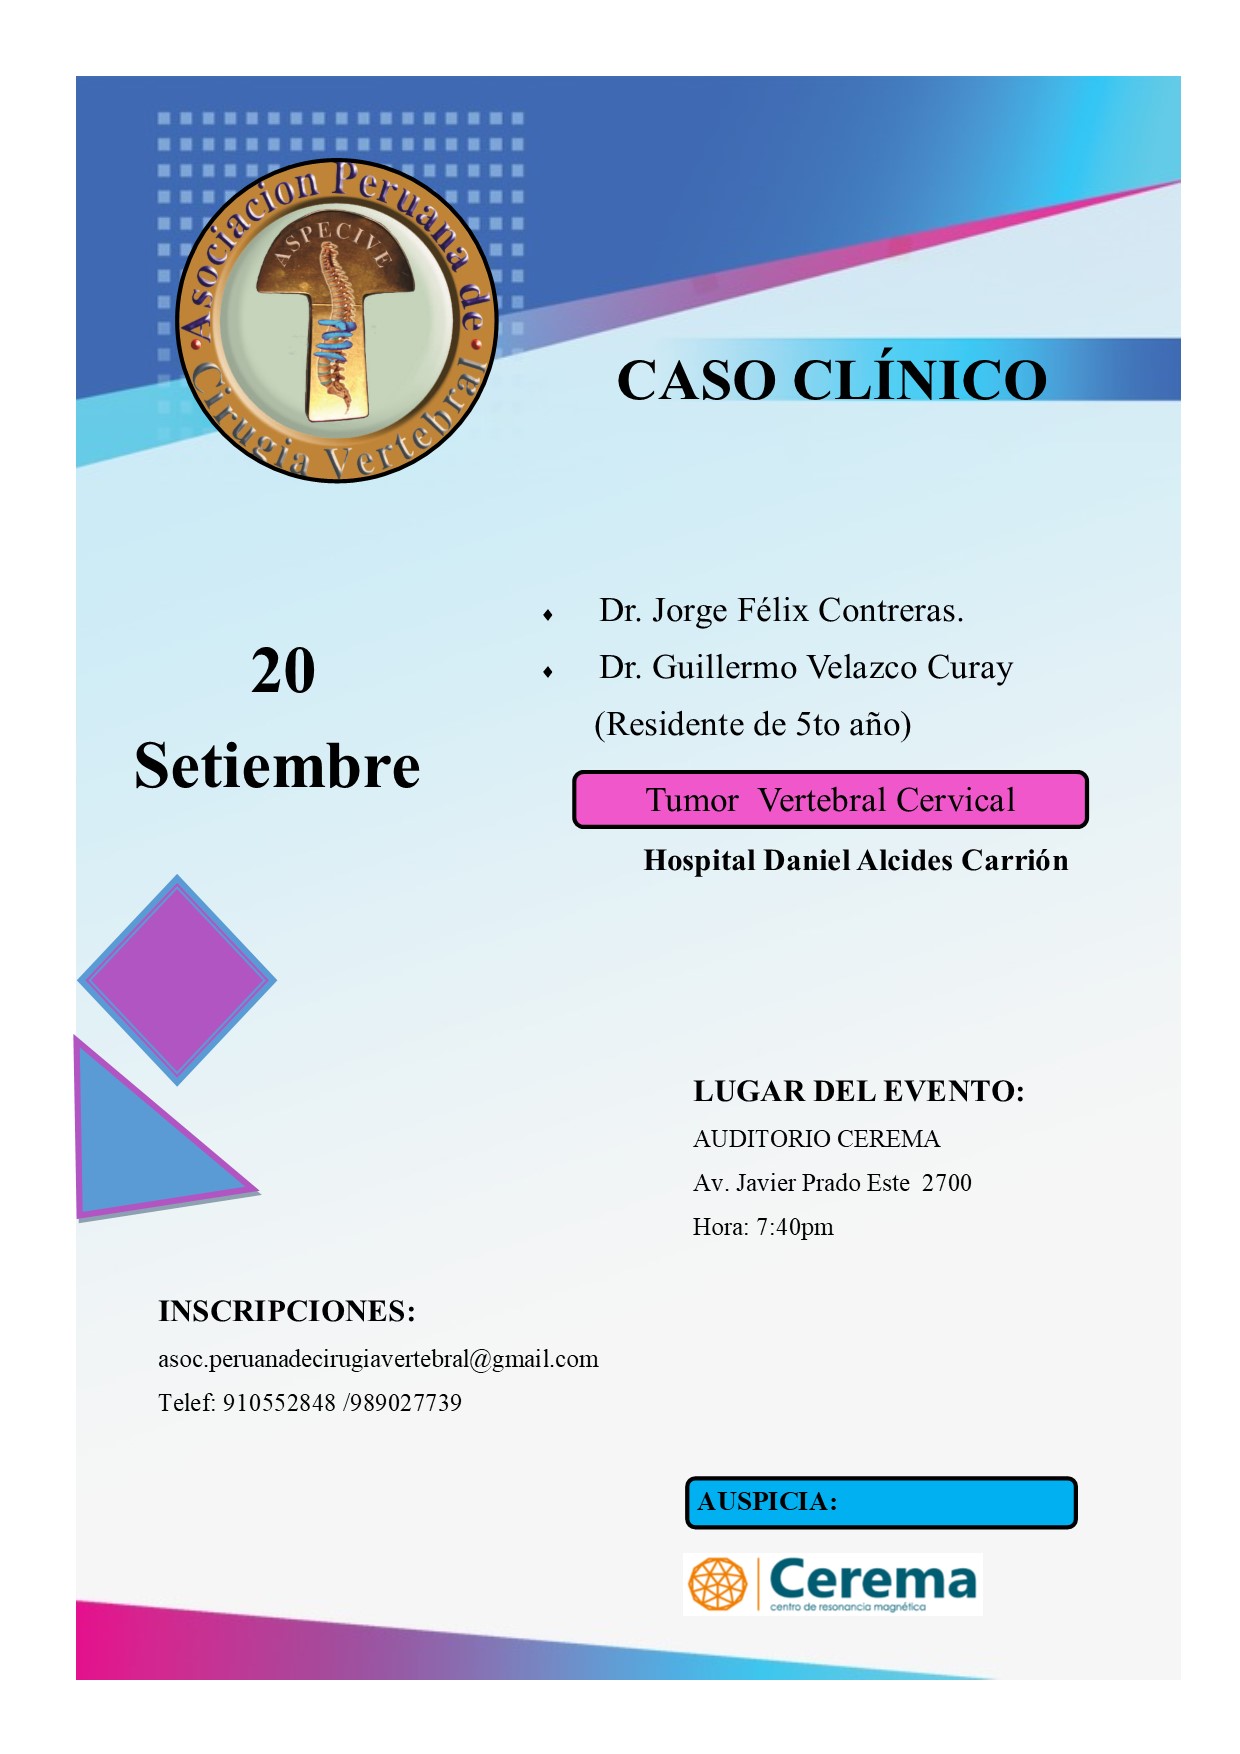 Asociacion Peruana de
Cirugia Vertebral
ASPECIVE
CASO CLÍNICO
20
Setiembre
Dr. Jorge Félix Contreras.
Dr. Guillermo Velazco Curay
(Residente de 5to año)
Tumor Vertebral Cervical
Hospital Daniel Alcides Carrión
LUGAR DEL EVENTO:
AUDITORIO CEREMA
Av. Javier Prado Este 2700
Hora: 7:40pm
INSCRIPCIONES:
asoc.peruanadecirugiavertebral@gmail.com
Telef: 910552848 /989027739
AUSPICIA:
Cerema
centro de resonancia magnética